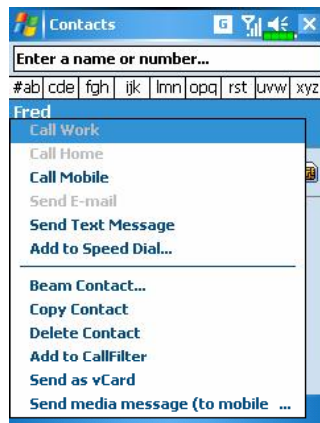 Contacts G
Enter a name or number...
#ab cde fgh ijk lmn opq rst uvw xyz
Fred
Call Work
Call Home
Call Mobile
Send E-mail
Send Text Message
Add to Speed Dial...
Beam Contact...
Copy Contact
Delete Contact
Add to CallFilter
Send as vCard
Send media message (to mobile ...